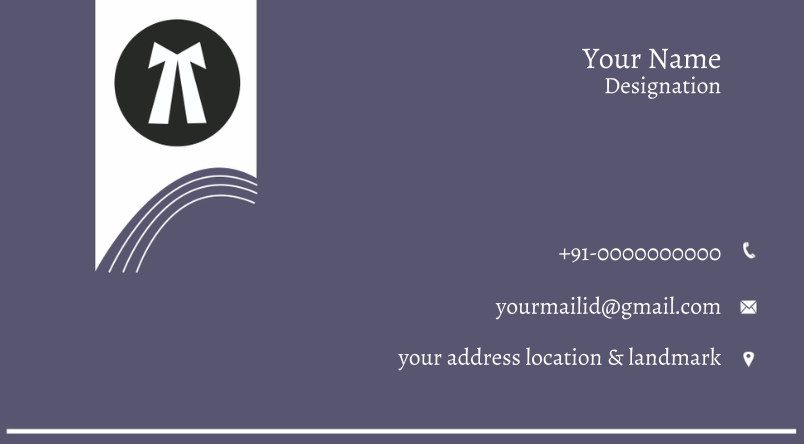 Your Name
Designation
+91-0000000000
yourmailid@gmail.com
your address location & landmark